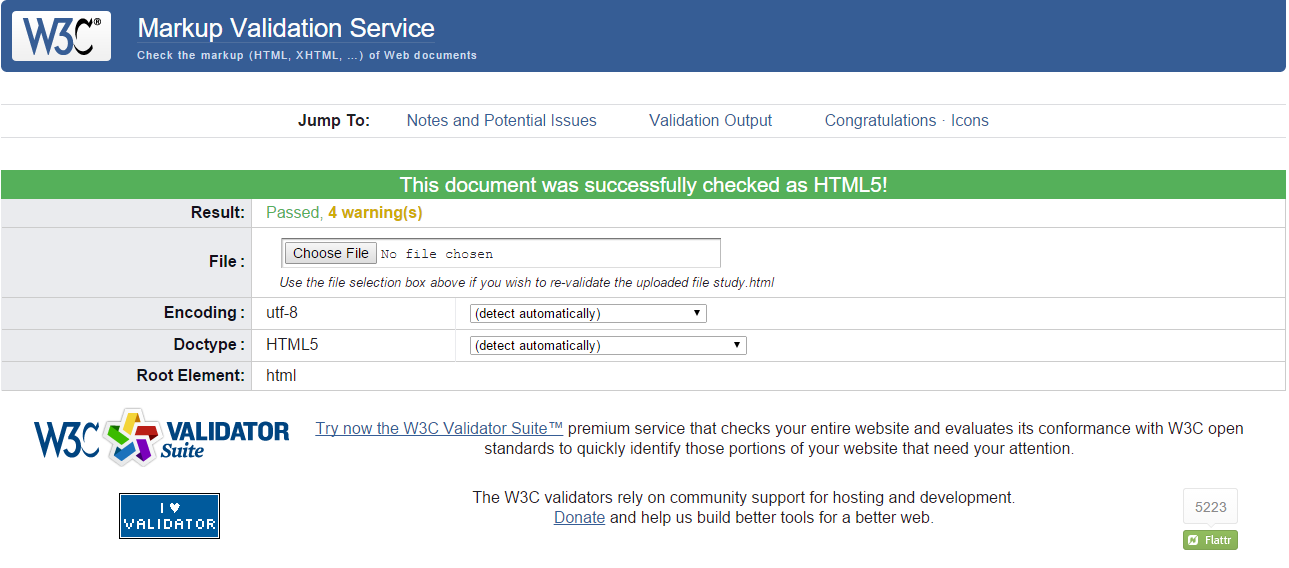 W3C® Markup Validation Service
Check the markup (HTML, XHTML, ...) of Web documents
Jump To: Notes and Potential Issues Validation Output Congratulations · Icons
This document was successfully checked as HTML5!
Result: Passed, 4 warning(s)
File : Choose File No file chosen
Use the file selection box above if you wish to re-validate the uploaded file study.html
Encoding : utf-8 (detect automatically)
Doctype : HTML5 (detect automatically)
Root Element: html
W3C VALIDATOR Suite
Try now the W3C Validator Suite™ premium service that checks your entire website and evaluates its conformance with W3C open
standards to quickly identify those portions of your website that need your attention.
I ♥
VALIDATOR
The W3C validators rely on community support for hosting and development.
Donate and help us build better tools for a better web.
5223
Flattr